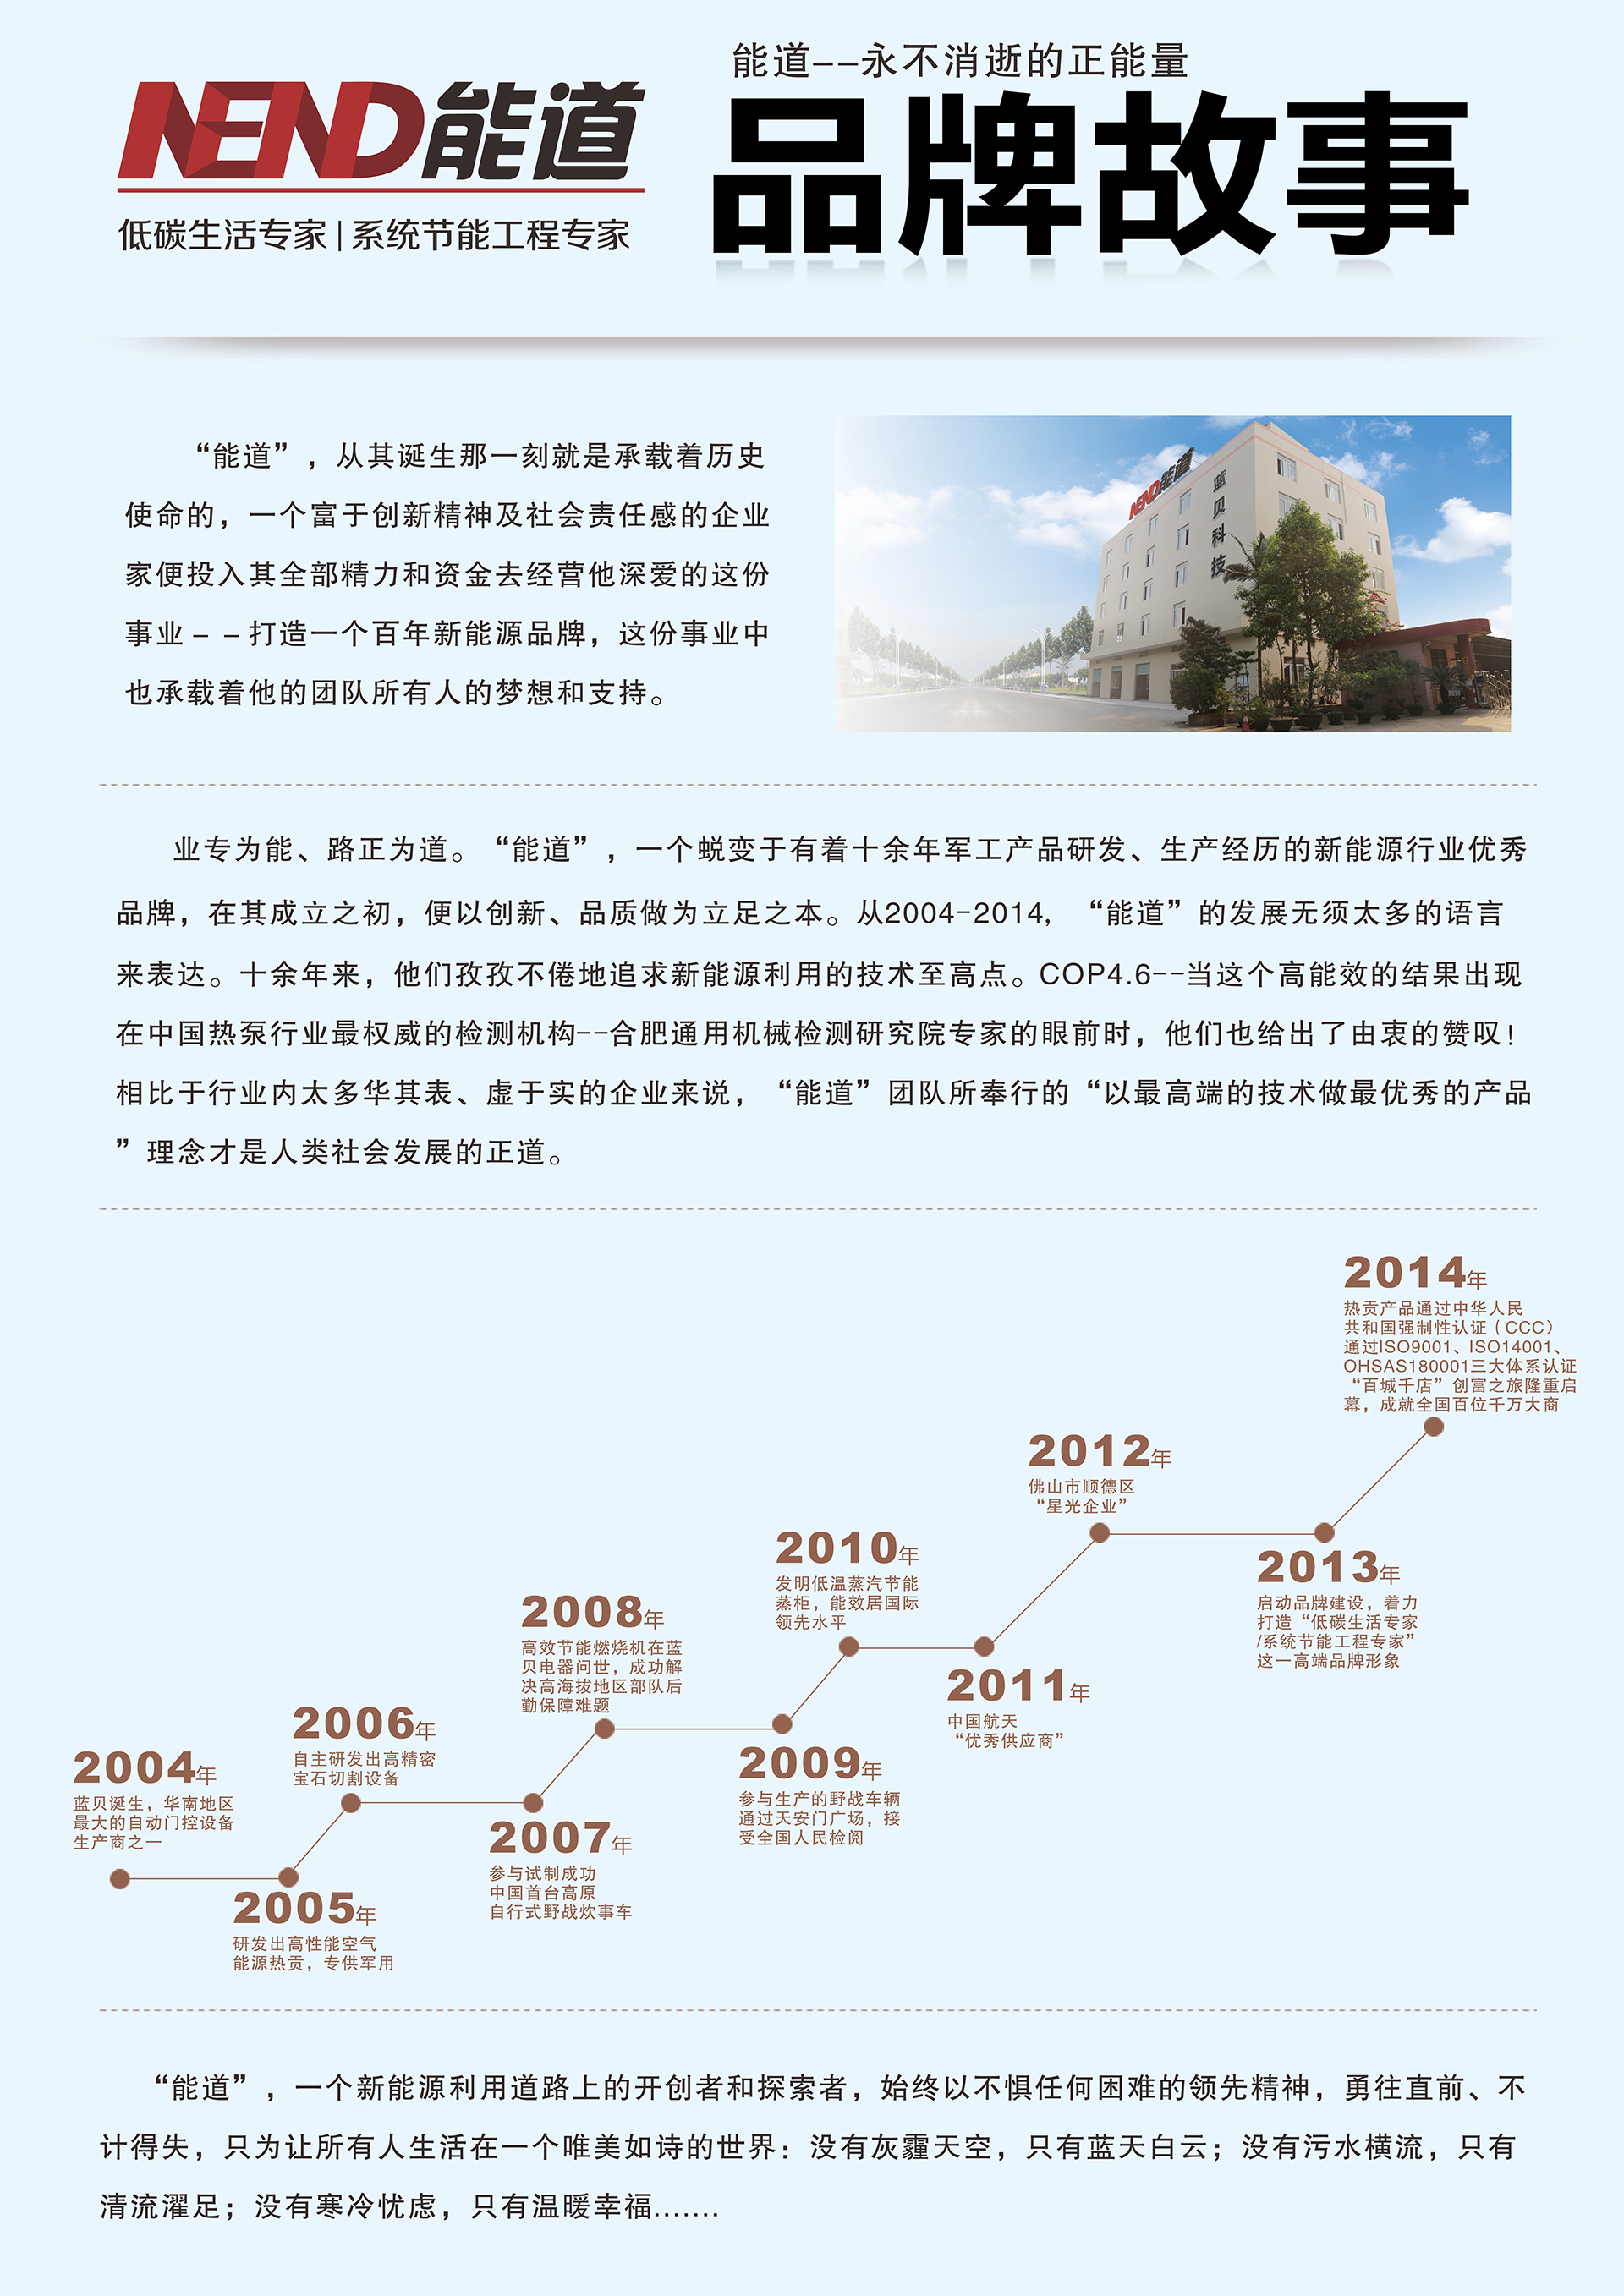 能道--永不消逝的正能量
NEND能道
品牌故事
低碳生活专家|系统节能工程专家
“能道”，从其诞生那一刻就是承载着历史
使命的，一个富于创新精神及社会责任感的企业
家便投入其全部精力和资金去经营他深爱的这份
事业--打造一个百年新能源品牌，这份事业中
也承载着他的团队所有人的梦想和支持。
NEND能道
蓝贝科技
业专为能、路正为道。“能道”，一个蜕变于有着十余年军工产品研发、生产经历的新能源行业优秀
品牌，在其成立之初，便以创新、品质做为立足之本。从2004-2014，“能道”的发展无须太多的语言
来表达。十余年来，他们孜孜不倦地追求新能源利用的技术至高点。COP4.6--当这个高能效的结果出现
在中国热泵行业最权威的检测机构--合肥通用机械检测研究院专家的眼前时，他们也给出了由衷的赞叹!
相比于行业内太多华其表、虚于实的企业来说，“能道”团队所奉行的“以最高端的技术做最优秀的产品
”理念才是人类社会发展的正道。
2004年
蓝贝诞生，华南地区
最大的自动门控设备
生产商之一
2005年
研发出高性能空气
能源热贡，专供军用
2006年
自主研发出高精密
宝石切割设备
2007年
参与试制成功
中国首台高原
自行式野战炊事车
2008年
高效节能燃烧机在蓝
贝电器问世，成功解
决高海拔地区部队后
勤保障难题
2009年
参与生产的野战车辆
通过天安门广场，接
受全国人民检阅
2010年
发明低温蒸汽节能
蒸柜，能效居国际
领先水平
2011年
中国航天
“优秀供应商”
2012年
佛山市顺德区
“星光企业”
2013年
启动品牌建设，着力
打造“低碳生活专家
/系统节能工程专家”
这一高端品牌形象
2014年
热贡产品通过中华人民
共和国强制性认证（CCC）
通过ISO9001、ISO14001、
OHSAS180001三大体系认证
“百城千店”创富之旅隆重启
幕，成就全国百位千万大商
“能道”，一个新能源利用道路上的开创者和探索者，始终以不惧任何困难的领先精神，勇往直前、不
计得失，只为让所有人生活在一个唯美如诗的世界：没有灰霾天空，只有蓝天白云；没有污水横流，只有
清流濯足；没有寒冷忧虑，只有温暖幸福.......